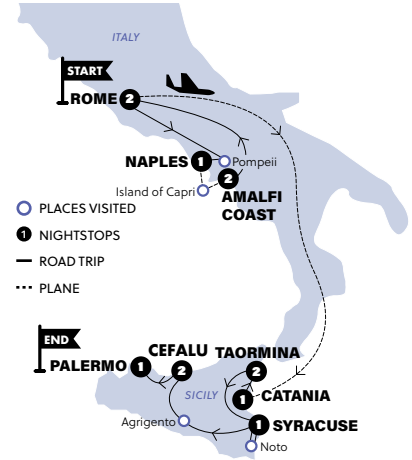 ITALY
START
ROME 2
NAPLES 1
Pompeii
Island of Capri
2
AMALFI
COAST
PLACES VISITED
1 NIGHTSTOPS
ROAD TRIP
PLANE
END
PALERMO 1
CEFALU
2
TAORMINA
2
SICILY
1 CATANIA
Agrigento
1 SYRACUSE
Noto